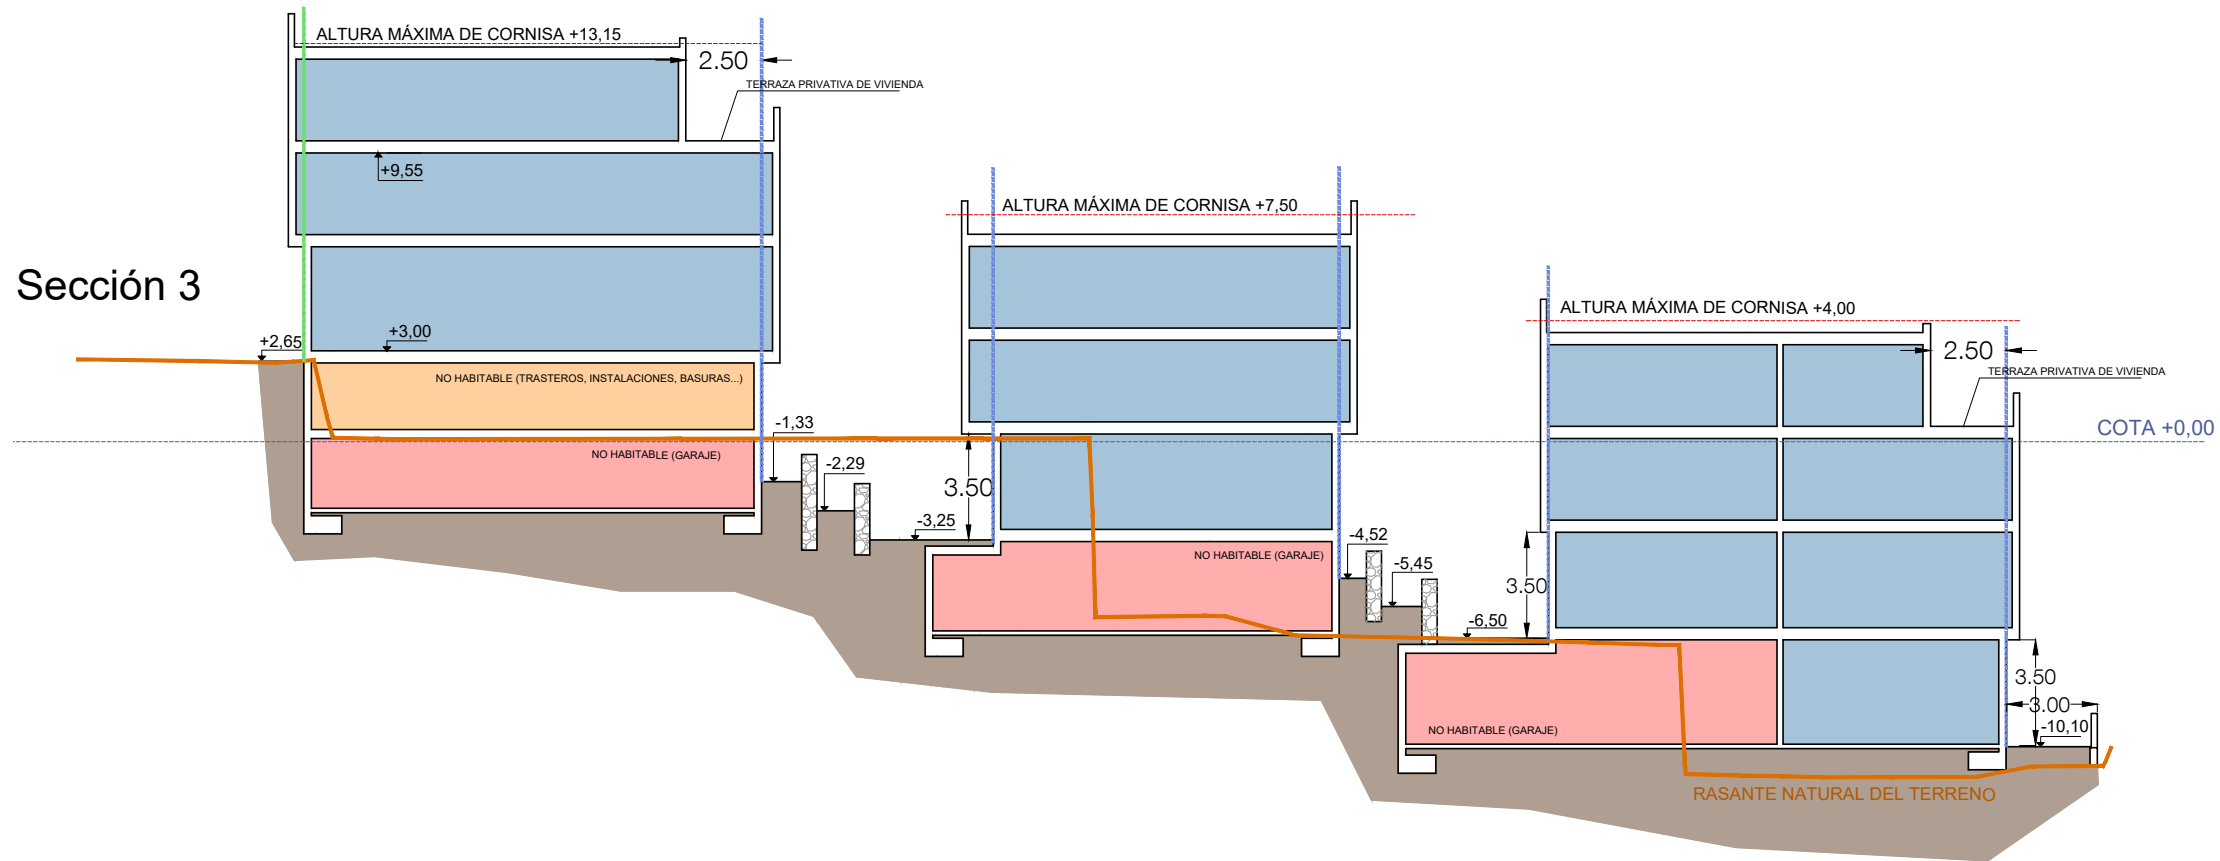 ALTURA MÁXIMA DE CORNISA +13,15
2.50
TERRAZA PRIVATIVA DE VIVIENDA
+9,55
ALTURA MÁXIMA DE CORNISA +7,50
Sección 3
ALTURA MÁXIMA DE CORNISA +4,00
+3,00
+2,65
2.50
TERRAZA PRIVATIVA DE VIVIENDA
NO HABITABLE (TRASTEROS, INSTALACIONES, BASURAS...)
-1,33
COTA +0,00
NO HABITABLE (GARAJE)
-2,29
3.50
-3,25
-4,52
NO HABITABLE (GARAJE)
-5,45
3.50
-6,50
3.50
3.00
-10,10
NO HABITABLE (GARAJE)
RASANTE NATURAL DEL TERRENO